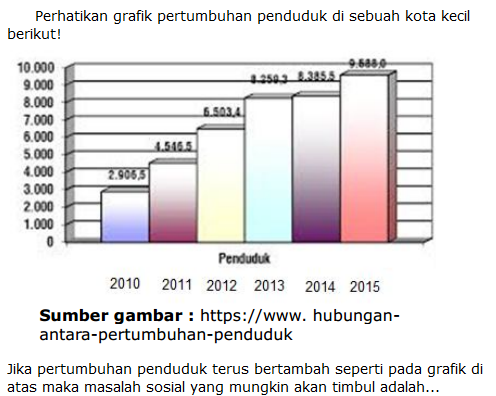 Perhatikan grafik pertumbuhan penduduk di sebuah kota kecil
berikut!
10.000
9.000
8.000
7.000
6.000
5.000
4.000
3.000
2.000
1.000
0
2.906,5
4.546,5
6.503,4
8.259,3
8.385,5
9.688,0
Penduduk
2010 2011 2012 2013 2014 2015
Sumber gambar : https://www. hubungan-
antara-pertumbuhan-penduduk
Jika pertumbuhan penduduk terus bertambah seperti pada grafik di
atas maka masalah sosial yang mungkin akan timbul adalah...